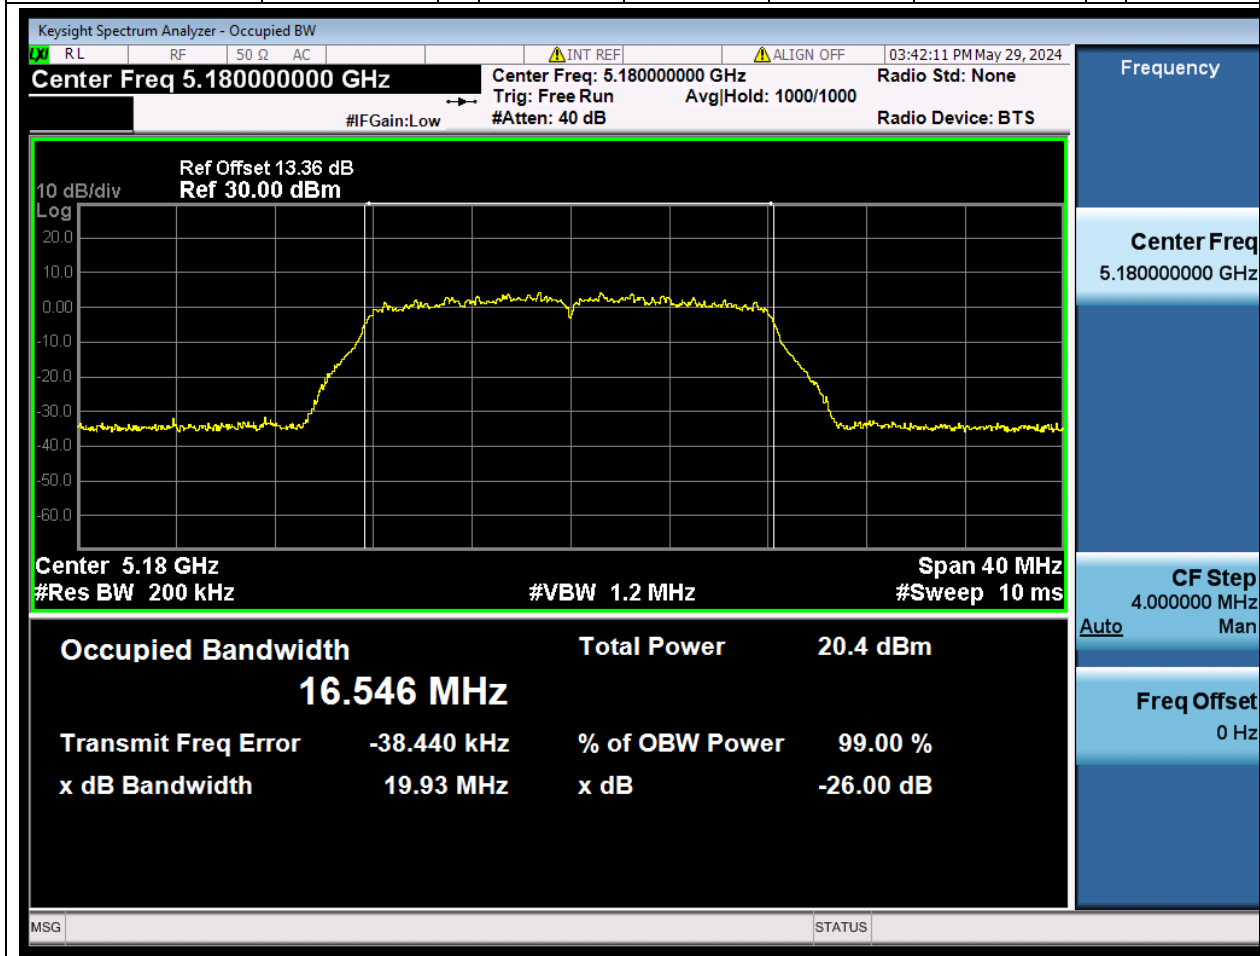 Keysight Spectrum Analyzer - Occupied BW
LXI RL RF 50 Ω AC INT REF ALIGN OFF 03:42:11 PM May 29, 2024
Center Freq 5.180000000 GHz
Center Freq: 5.180000000 GHz Radio Std: None
Trig: Free Run Avg|Hold: 1000/1000
#IFGain:Low #Atten: 40 dB Radio Device: BTS
Frequency
Ref Offset 13.36 dB
10 dB/div Ref 30.00 dBm
Log
20.0
10.0
0.00
-10.0
-20.0
-30.0
-40.0
-50.0
-60.0
Center 5.18 GHz Span 40 MHz
#Res BW 200 kHz #VBW 1.2 MHz #Sweep 10 ms
Occupied Bandwidth Total Power 20.4 dBm
16.546 MHz
Transmit Freq Error -38.440 kHz % of OBW Power 99.00 %
x dB Bandwidth 19.93 MHz x dB -26.00 dB
Center Freq
5.180000000 GHz
CF Step
4.000000 MHz
Auto Man
Freq Offset
0 Hz
MSG STATUS